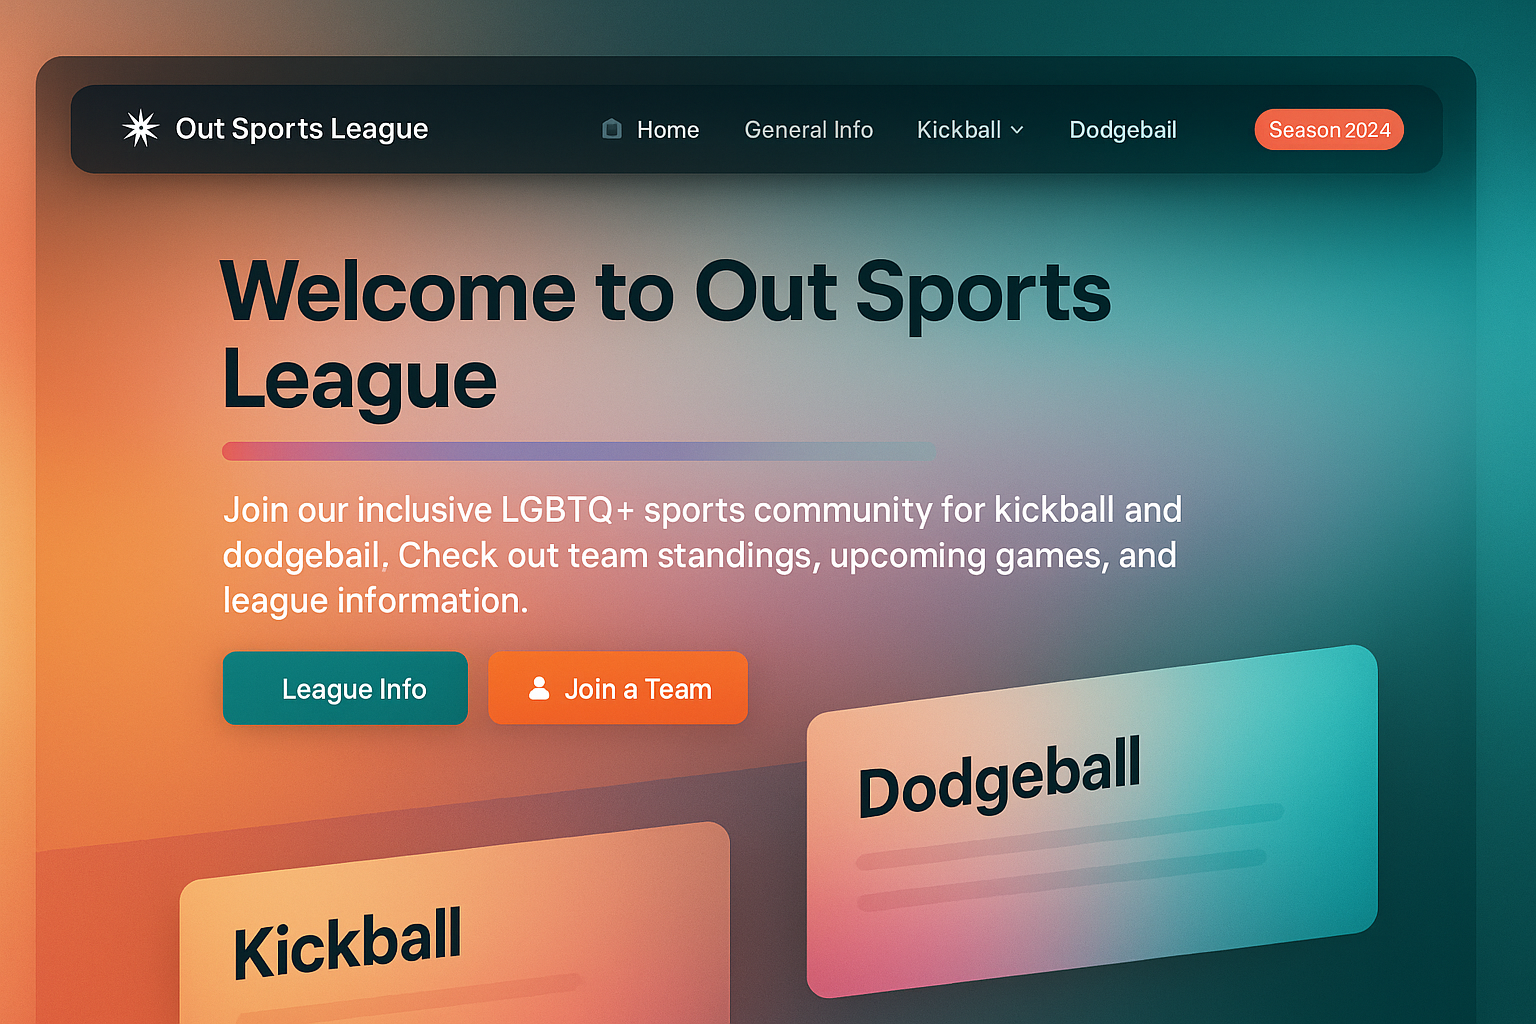 Out Sports League
Home
General Info
Kickball
Dodgebail
Season 2024
Welcome to Out Sports
League
Join our inclusive LGBTQ+ sports community for kickball and
dodgebail, Check out team standings, upcoming games, and
league information.
League Info
Join a Team
Dodgeball
Kickball